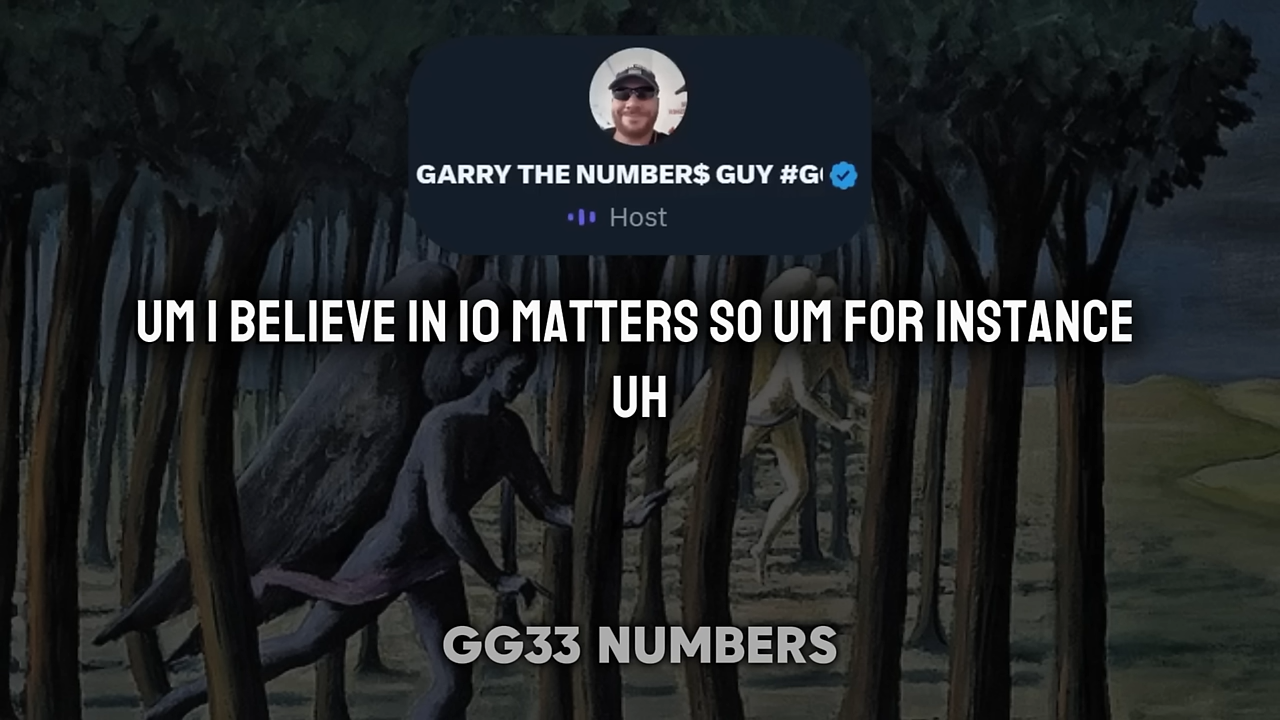 GARRY THE NUMBER$ GUY #G
Host
UM I BELIEVE IN IO MATTERS SO UM FOR INSTANCE
UH
GG33 NUMBERS